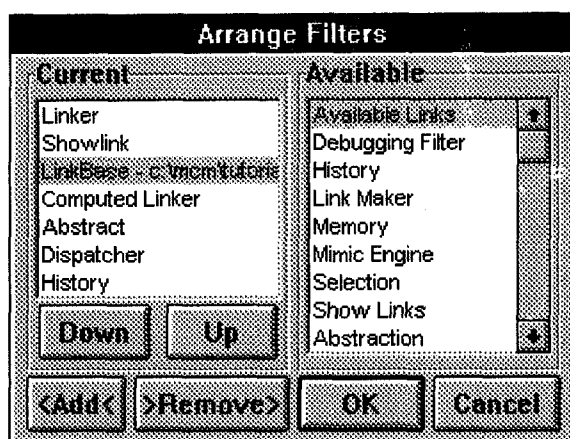 Arrange Filters
Current
Linker
Showlink
LinkBase - c:\mcm\tutoria
Computed Linker
Abstract
Dispatcher
History
Down Up
Available
Available Links
Debugging Filter
History
Link Maker
Memory
Mimic Engine
Selection
Show Links
Abstraction
<Add< >Remove> OK Cancel